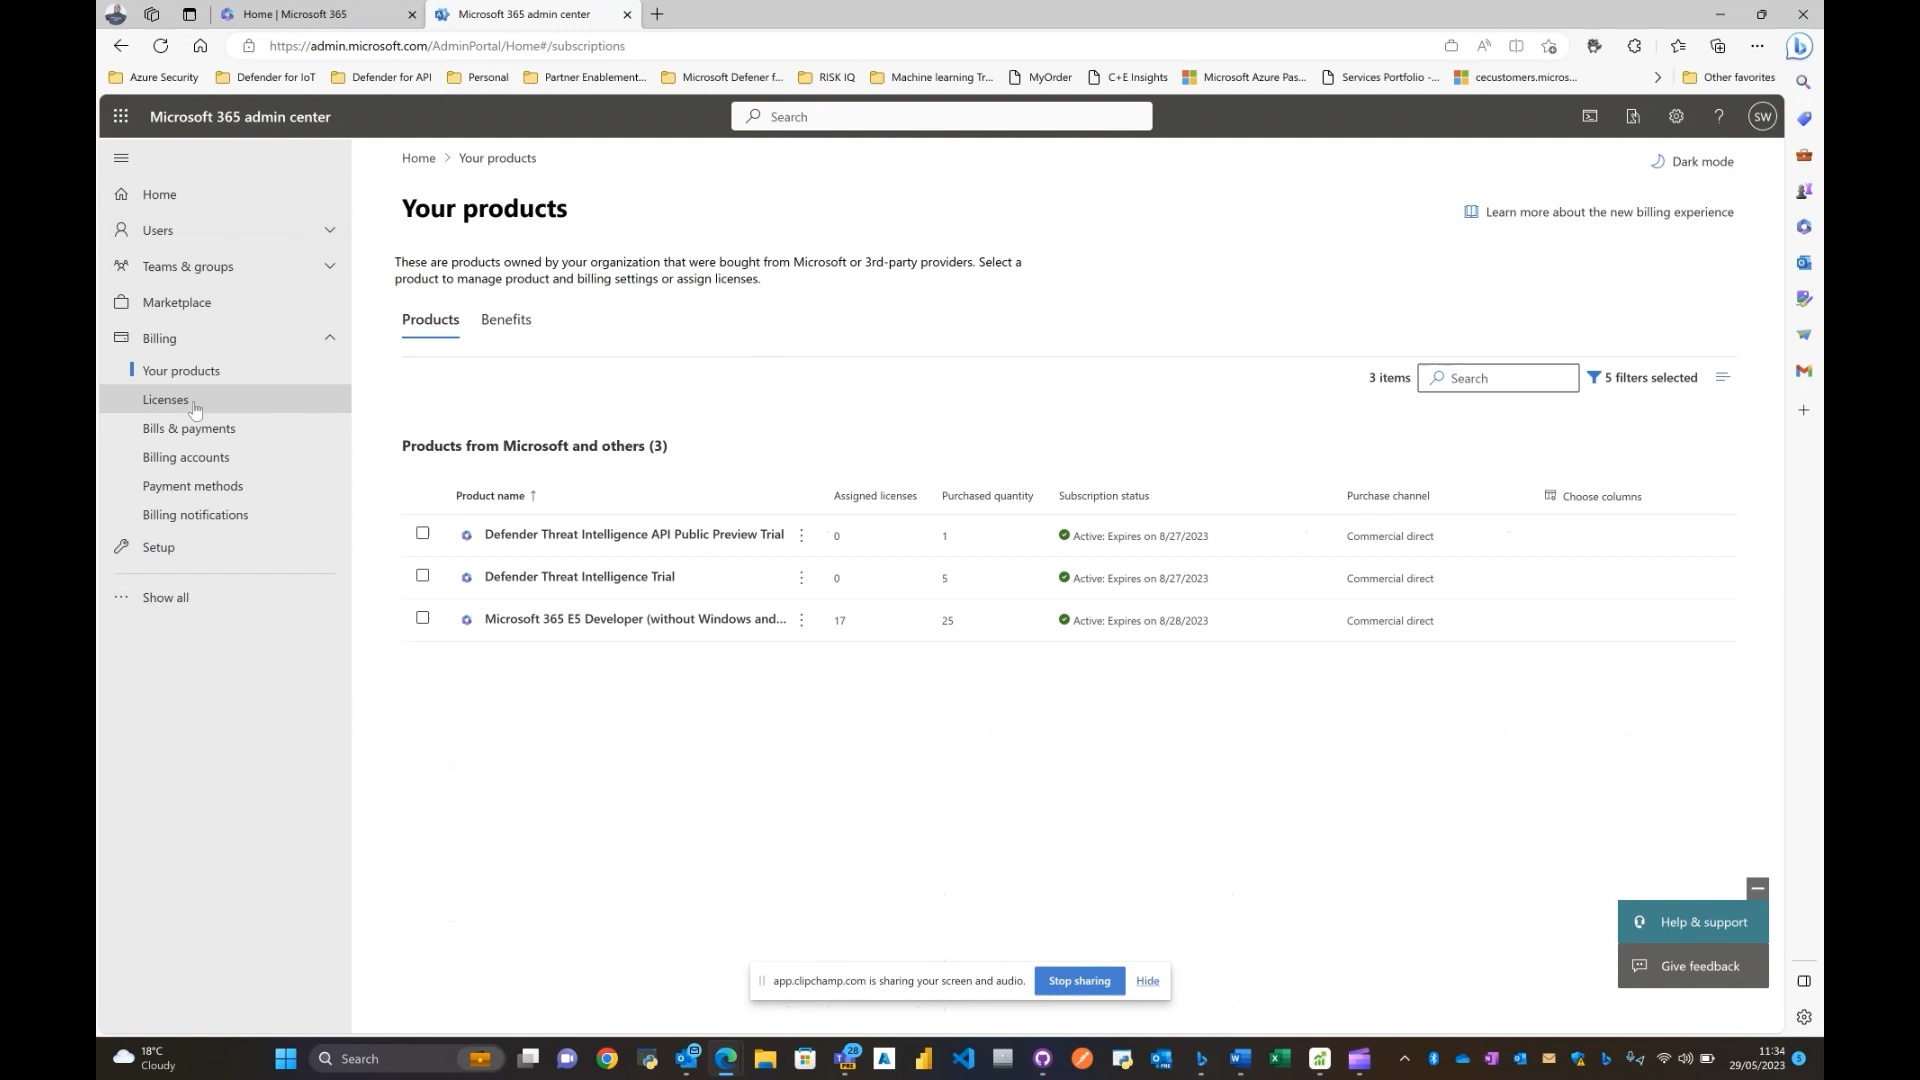 Home | Microsoft 365
Microsoft 365 admin center
https://admin.microsoft.com/AdminPortal/Home#/subscriptions
Azure Security
Defender for IoT
Defender for API
Personal
Partner Enablement...
Microsoft Defener f...
RISK IQ
Machine learning Tr...
MyOrder
C+E Insights
Microsoft Azure Pas...
Services Portfolio -...
cecustomers.micros...
Other favorites
Microsoft 365 admin center
Search
SW
Home
Users
Teams & groups
Marketplace
Billing
Your products
Licenses
Bills & payments
Billing accounts
Payment methods
Billing notifications
Setup
Show all
Home > Your products
Dark mode
Your products
Learn more about the new billing experience
These are products owned by your organization that were bought from Microsoft or 3rd-party providers. Select a
product to manage product and billing settings or assign licenses.
Products
Benefits
3 items
Search
5 filters selected
Products from Microsoft and others (3)
Product name ↑
Assigned licenses
Purchased quantity
Subscription status
Purchase channel
Choose columns
Defender Threat Intelligence API Public Preview Trial
0
1
Active: Expires on 8/27/2023
Commercial direct
Defender Threat Intelligence Trial
0
5
Active: Expires on 8/27/2023
Commercial direct
Microsoft 365 E5 Developer (without Windows and...
17
25
Active: Expires on 8/28/2023
Commercial direct
Help & support
Give feedback
app.clipchamp.com is sharing your screen and audio.
Stop sharing
Hide
18°C
Cloudy
Search
28
PRE
PRE
11:34
29/05/2023
5